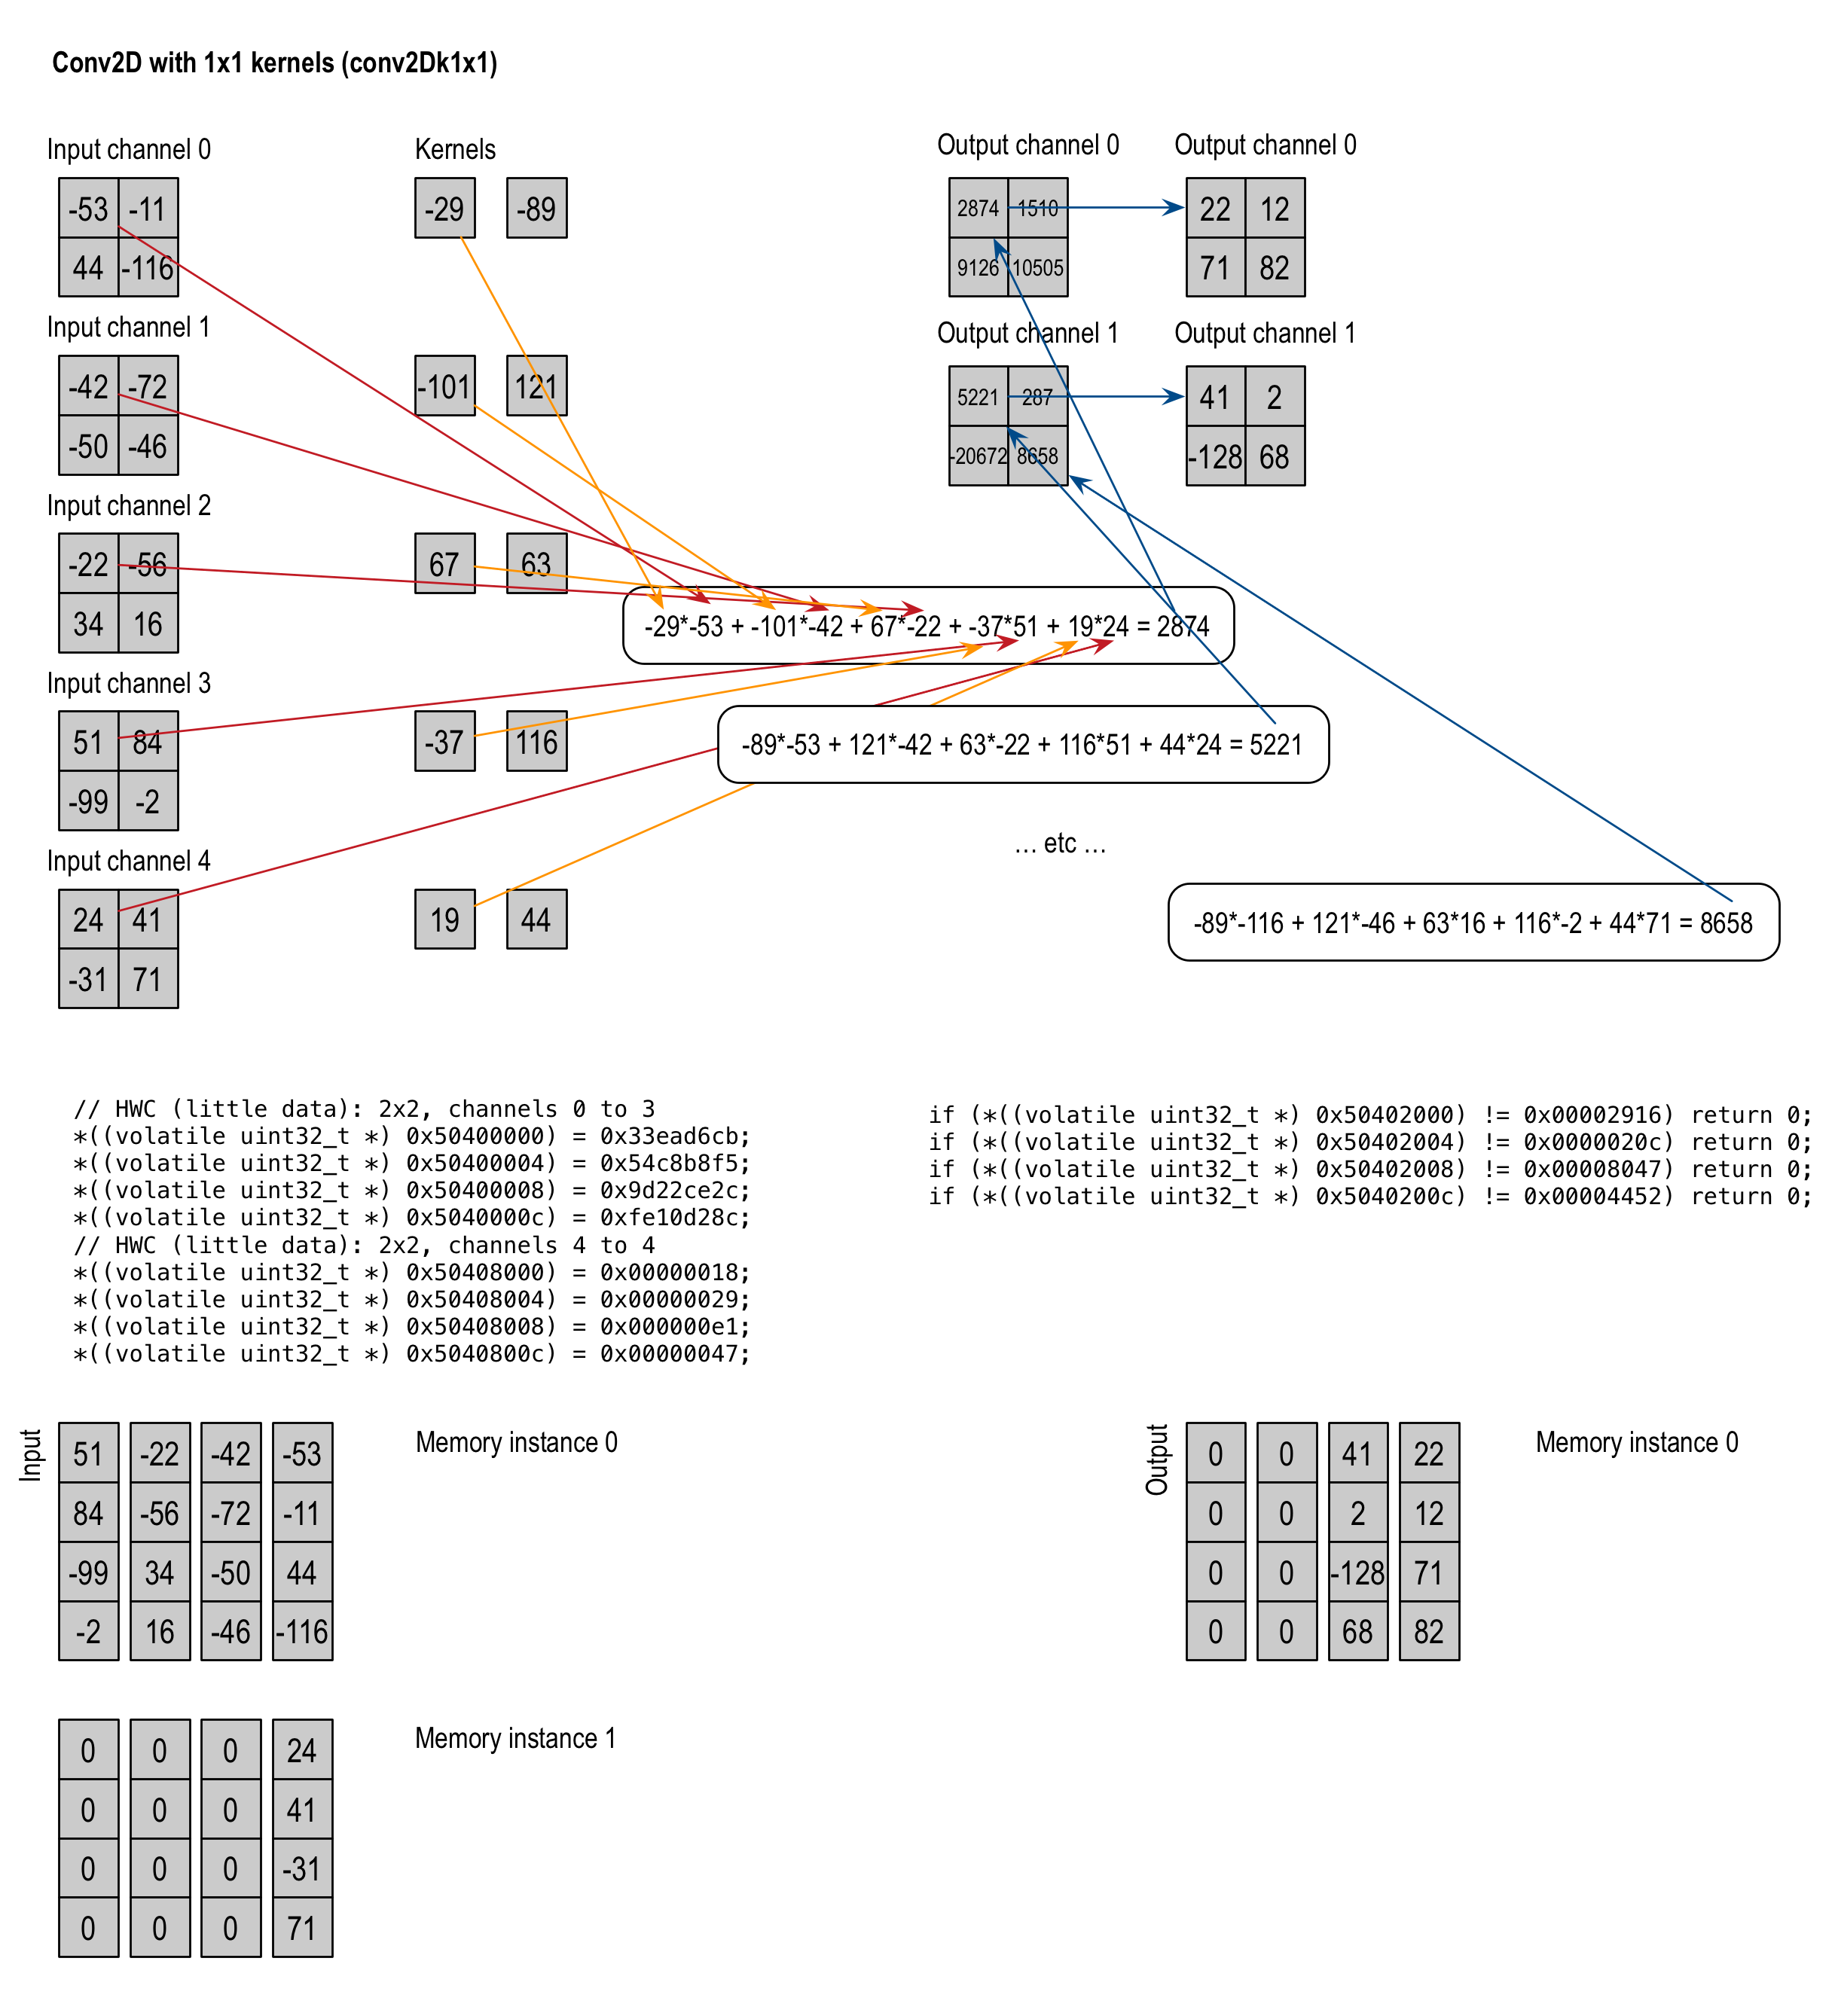 Conv2D with 1x1 kernels (conv2Dk1x1)
Input channel 0
Kernels
Output channel 0
Output channel 0
-53 -11
-29 -89
2874 1510
22 12
44 -116
9126 10505
71 82
Input channel 1
Output channel 1
Output channel 1
-42 -72
-101 121
5221 287
41 2
-50 -46
-20672 8658
-128 68
Input channel 2
-22 -56
67 63
34 16
-29*-53 + -101*-42 + 67*-22 + -37*51 + 19*24 = 2874
Input channel 3
51 84
-37 116
-89*-53 + 121*-42 + 63*-22 + 116*51 + 44*24 = 5221
-99 -2
... etc ...
Input channel 4
24 41
19 44
-89*-116 + 121*-46 + 63*16 + 116*-2 + 44*71 = 8658
-31 71
// HWC (little data): 2x2, channels 0 to 3
*((volatile uint32_t *) 0x50400000) = 0x33ead6cb;
*((volatile uint32_t *) 0x50400004) = 0x54c8b8f5;
*((volatile uint32_t *) 0x50400008) = 0x9d22ce2c;
*((volatile uint32_t *) 0x5040000c) = 0xfe10d28c;
// HWC (little data): 2x2, channels 4 to 4
*((volatile uint32_t *) 0x50408000) = 0x00000018;
*((volatile uint32_t *) 0x50408004) = 0x00000029;
*((volatile uint32_t *) 0x50408008) = 0x000000e1;
*((volatile uint32_t *) 0x5040800c) = 0x00000047;
if (*((volatile uint32_t *) 0x50402000) != 0x00002916) return 0;
if (*((volatile uint32_t *) 0x50402004) != 0x0000020c) return 0;
if (*((volatile uint32_t *) 0x50402008) != 0x00008047) return 0;
if (*((volatile uint32_t *) 0x5040200c) != 0x00004452) return 0;
Input
Memory instance 0
51 -22 -42 -53
84 -56 -72 -11
-99 34 -50 44
-2 16 -46 -116
Output
Memory instance 0
0 0 41 22
0 0 2 12
0 0 -128 71
0 0 68 82
Memory instance 1
0 0 0 24
0 0 0 41
0 0 0 -31
0 0 0 71